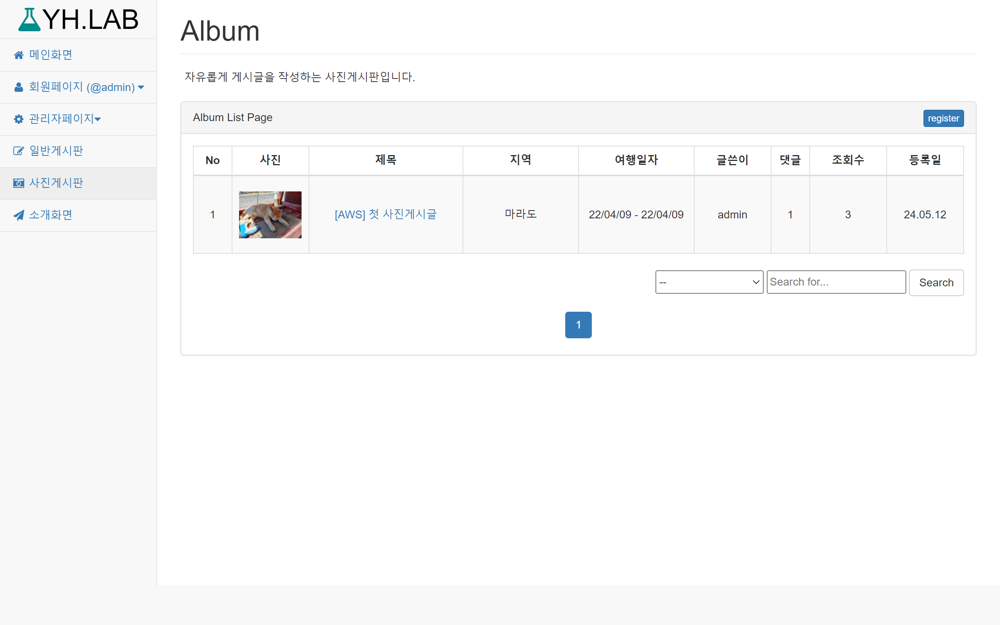 YH.LAB
메인화면
회원페이지 (@admin)
관리자페이지
일반게시판
사진게시판
소개화면
Album
자유롭게 게시글을 작성하는 사진게시판입니다.
Album List Page
register
No 사진 제목 지역 여행일자 글쓴이 댓글 조회수 등록일
1 [AWS] 첫 사진게시글 마라도 22/04/09 - 22/04/09 admin 1 3 24.05.12
-- Search for... Search
1